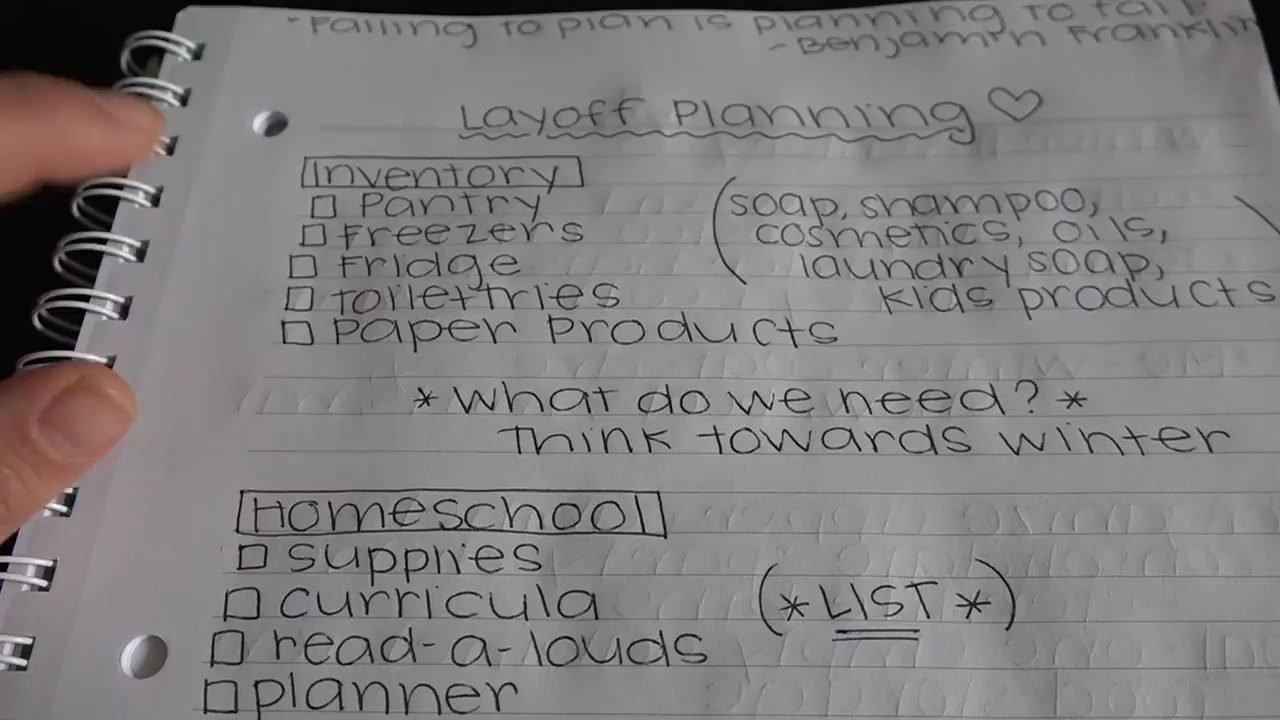 "Failing to plan is planning to fail.
- Benjamin Franklin
Layoff Planning ♡
Inventory
□ Pantry
□ Freezers
□ Fridge
□ toiletries
□ Paper Products
(soap, shampoo,
cosmetics, oils,
laundry soap,
kids products
*What do we need?*
Think towards winter
Homeschool
□ supplies
□ curricula
(*LIST*)
□ read-a-louds
□ planner